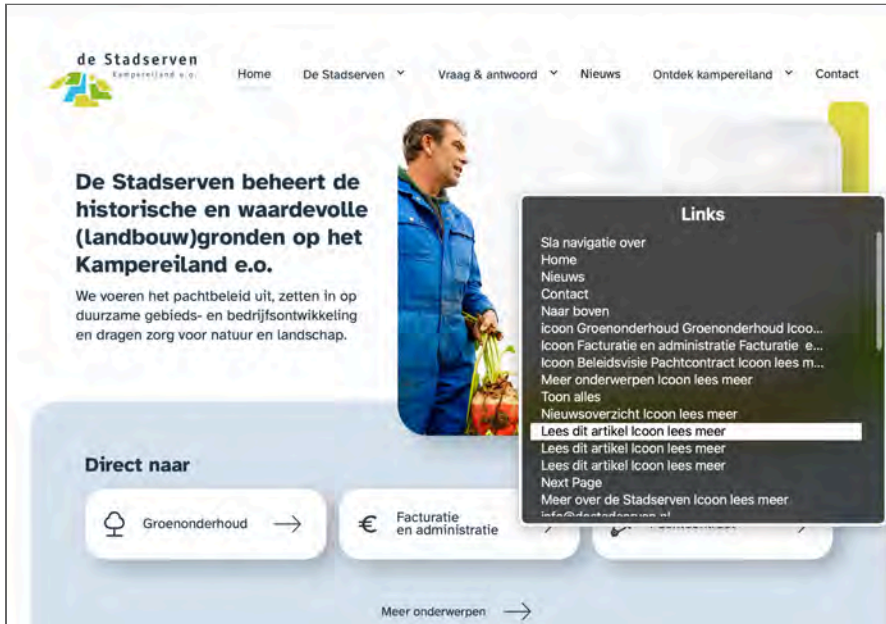 de Stadserven
Kampereiland e.o.
Home De Stadserven Vraag & antwoord Nieuws Ontdek kampereiland Contact
De Stadserven beheert de
historische en waardevolle
(landbouw)gronden op het
Kampereiland e.o.
We voeren het pachtbeleid uit, zetten in op
duurzame gebieds- en bedrijfsontwikkeling
en dragen zorg voor natuur en landschap.
Links
Sla navigatie over
Home
Nieuws
Contact
Naar boven
icoon Groenonderhoud Groenonderhoud Icoo...
Icoon Facturatie en administratie Facturatie e...
Icoon Beleidsvisie Pachtcontract Icoon lees m...
Meer onderwerpen Icoon lees meer
Toon alles
Nieuwsoverzicht Icoon lees meer
Lees dit artikel Icoon lees meer
Lees dit artikel Icoon lees meer
Lees dit artikel Icoon lees meer
Next Page
Meer over de Stadserven Icoon lees meer
Direct naar
Groenonderhoud
€ Facturatie
en administratie
Meer onderwerpen